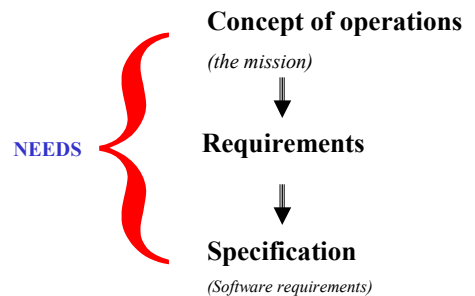 Concept of operations
(the mission)
NEEDS
Requirements
Specification
(Software requirements)